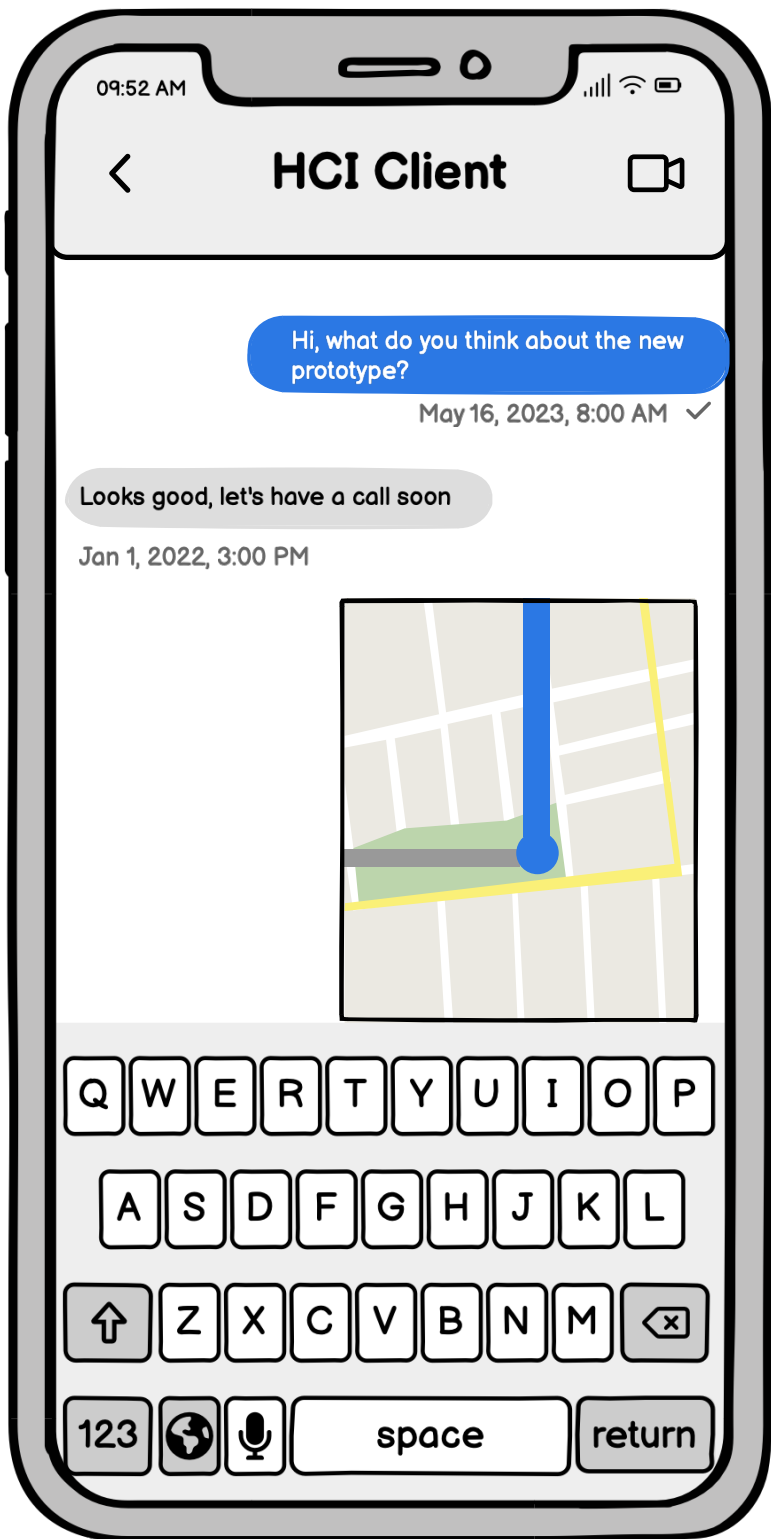 09:52 AM
HCI Client
Hi, what do you think about the new
prototype?
May 16, 2023, 8:00 AM
Looks good, let's have a call soon
Jan 1, 2022, 3:00 PM
Q W E R T Y U I O P
A S D F G H J K L
Z X C V B N M
123 space return